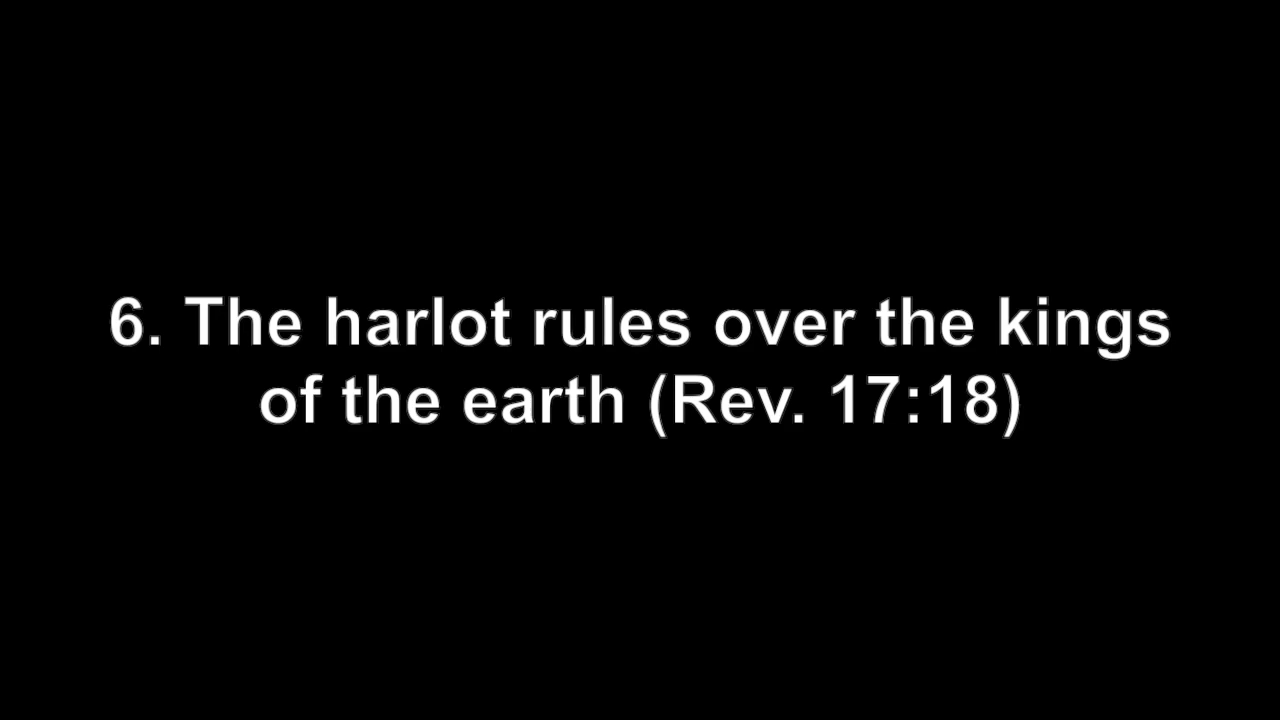 6. The harlot rules over the kings
of the earth (Rev. 17:18)